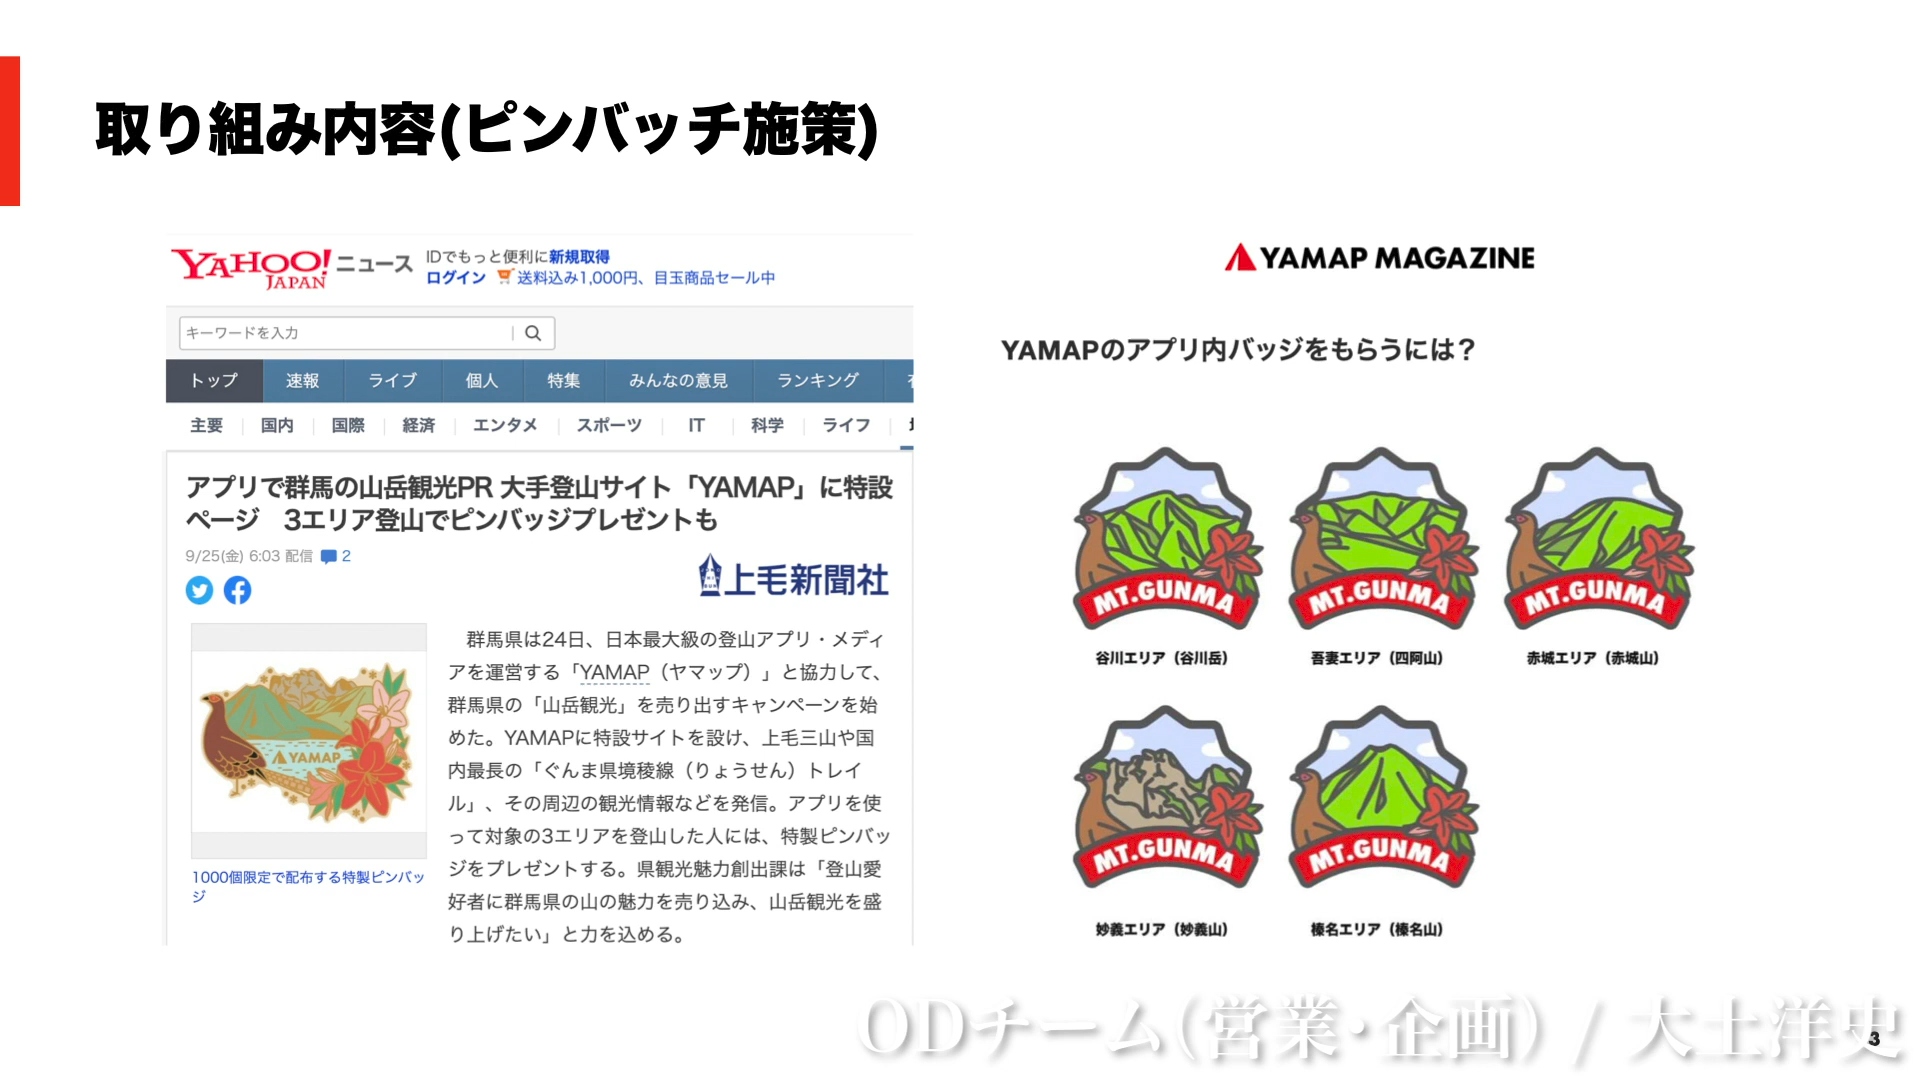 取り組み内容(ピンバッチ施策)
YAHOO! JAPAN ニュース
IDでもっと便利に新規取得
ログイン 送料込み1,000円、目玉商品セール中
キーワードを入力
トップ 速報 ライブ 個人 特集 みんなの意見 ランキング
主要 国内 国際 経済 エンタメ スポーツ IT 科学 ライフ
アプリで群馬の山岳観光PR 大手登山サイト「YAMAP」に特設
ページ 3エリア登山でピンバッジプレゼントも
9/25(金) 6:03 配信 2
上毛新聞社
YAMAP
1000個限定で配布する特製ピンバッ
ジ
群馬県は24日、日本最大級の登山アプリ・メディ
アを運営する「YAMAP（ヤマップ）」と協力して、
群馬県の「山岳観光」を売り出すキャンペーンを始
めた。YAMAPに特設サイトを設け、上毛三山や国
内最長の「ぐんま県境稜線（りょうせん）トレイ
ル」、その周辺の観光情報などを発信。アプリを使
って対象の3エリアを登山した人には、特製ピンバッ
ジをプレゼントする。県観光魅力創出課は「登山愛
好者に群馬県の山の魅力を売り込み、山岳観光を盛
り上げたい」と力を込める。
YAMAP MAGAZINE
YAMAPのアプリ内バッジをもらうには？
MT.GUNMA MT.GUNMA MT.GUNMA
谷川エリア（谷川岳） 吾妻エリア（四阿山） 赤城エリア（赤城山）
MT.GUNMA MT.GUNMA
妙義エリア（妙義山） 榛名エリア（榛名山）
ODチーム（営業・企画） / 大土洋史
3